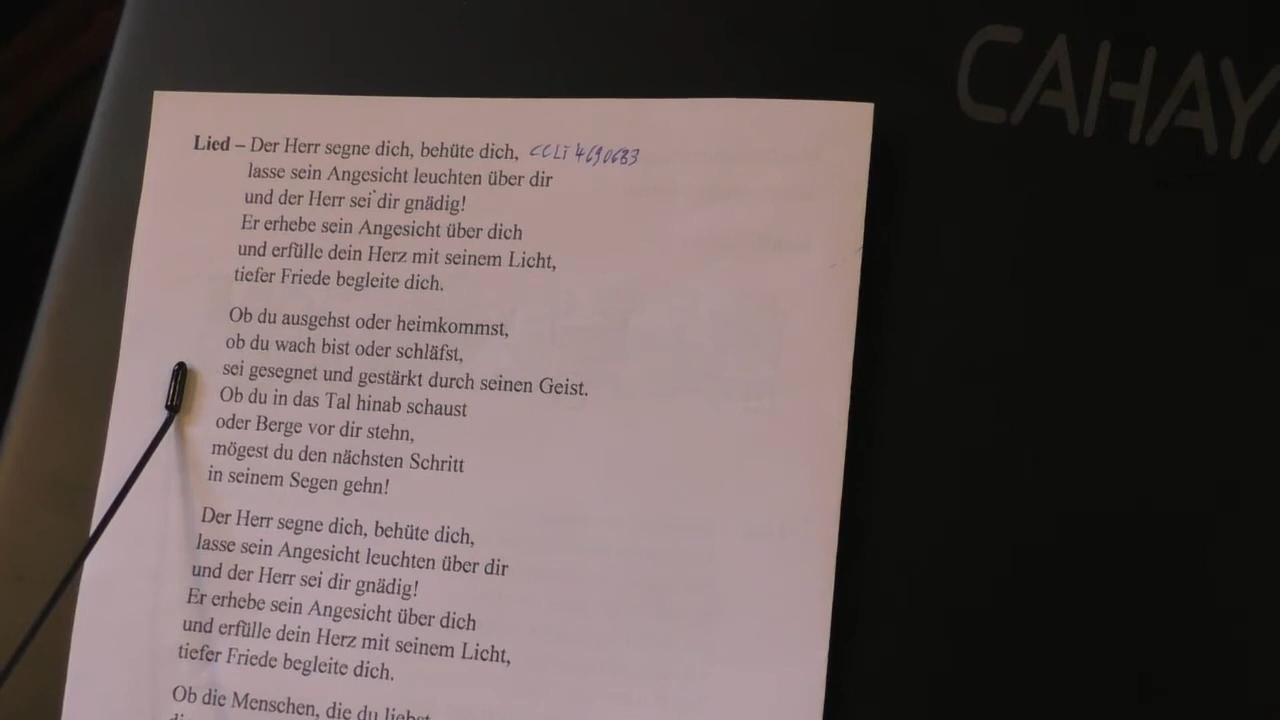 CAHAYA
Lied – Der Herr segne dich, behüte dich, CCLI 4690683
lasse sein Angesicht leuchten über dir
und der Herr sei dir gnädig!
Er erhebe sein Angesicht über dich
und erfülle dein Herz mit seinem Licht,
tiefer Friede begleite dich.
Ob du ausgehst oder heimkommst,
ob du wach bist oder schläfst,
sei gesegnet und gestärkt durch seinen Geist.
Ob du in das Tal hinab schaust
oder Berge vor dir stehn,
mögest du den nächsten Schritt
in seinem Segen gehn!
Der Herr segne dich, behüte dich,
lasse sein Angesicht leuchten über dir
und der Herr sei dir gnädig!
Er erhebe sein Angesicht über dich
und erfülle dein Herz mit seinem Licht,
tiefer Friede begleite dich.
Ob die Menschen, die du liebst